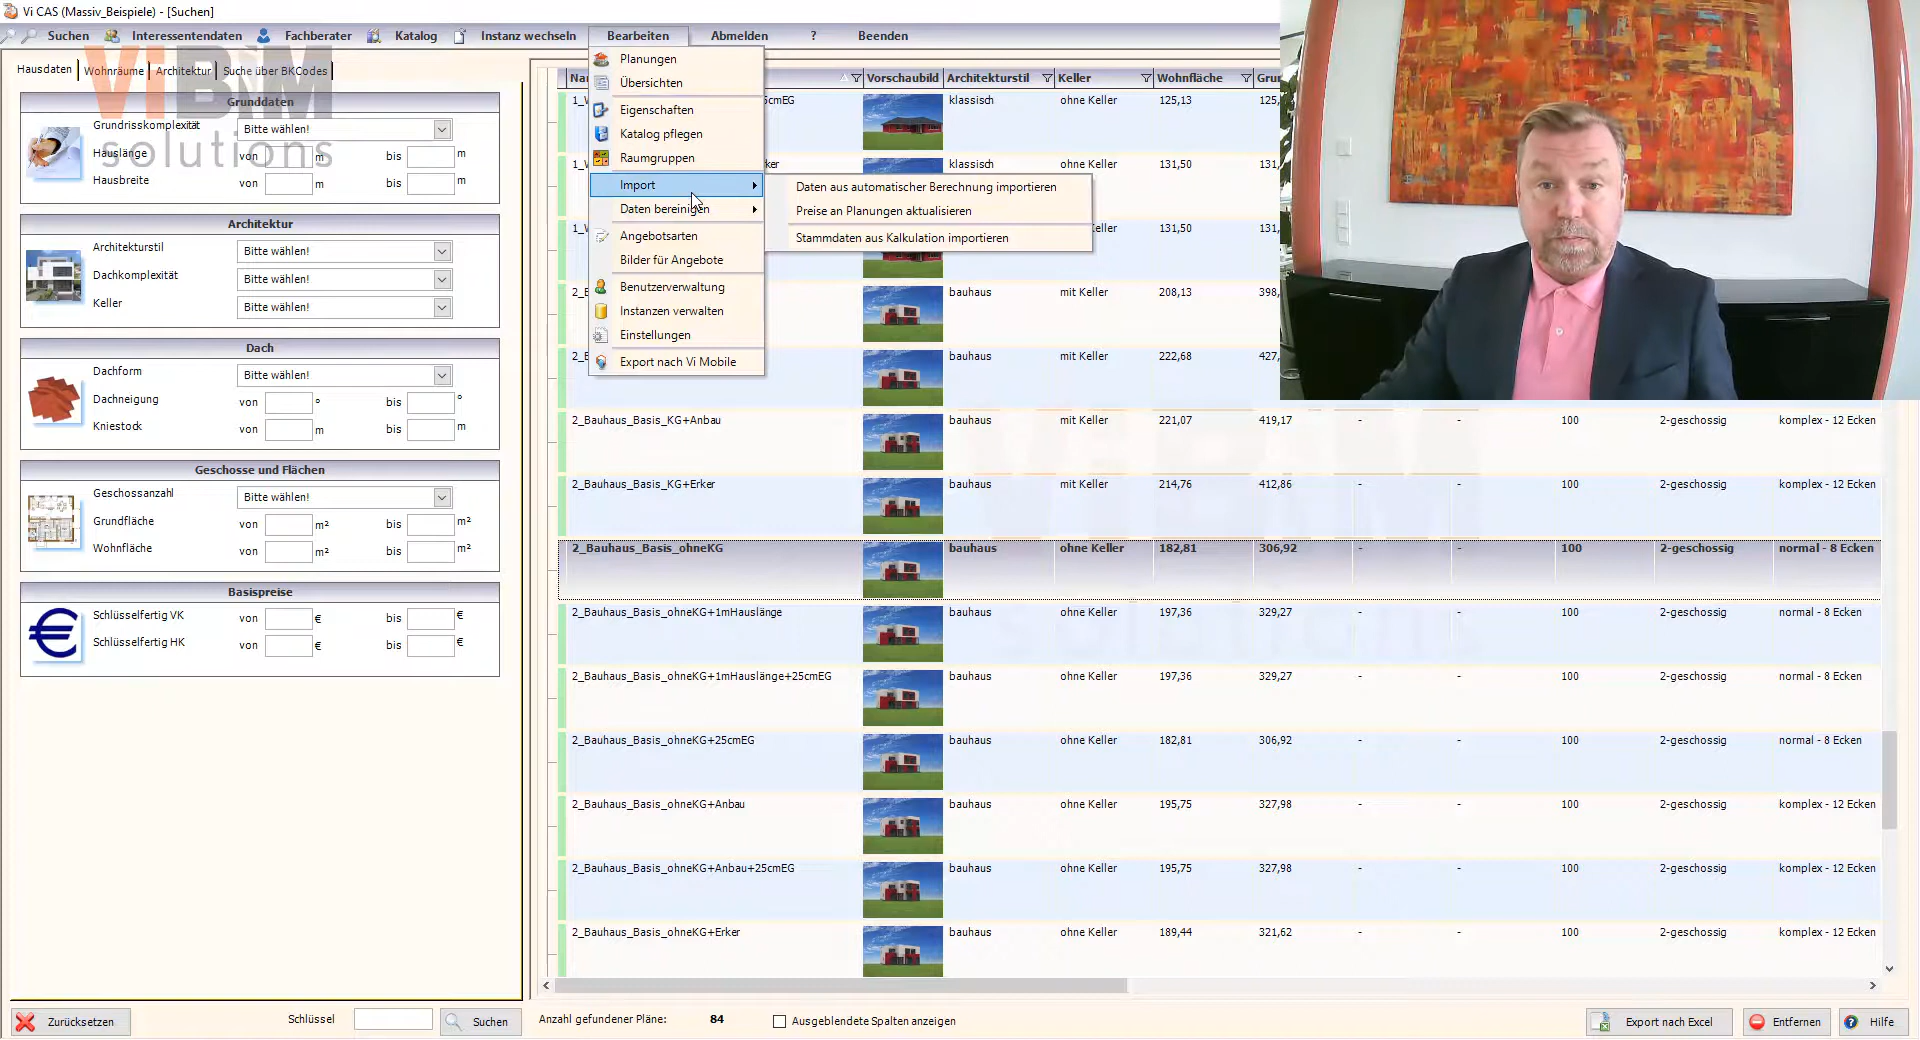 Vi CAS (Massiv_Beispiele) - [Suchen]
Suchen Interessentendaten Fachberater Katalog Instanz wechseln Bearbeiten Abmelden ? Beenden
ViBiM
solutions
Hausdaten Wohnräume Architektur Suche über BKCodes
Grunddaten
Grundrisskomplexität Bitte wählen!
Hauslänge von m bis m
Hausbreite von m bis m
Architektur
Architekturstil Bitte wählen!
Dachkomplexität Bitte wählen!
Keller Bitte wählen!
Dach
Dachform Bitte wählen!
Dachneigung von ° bis °
Kniestock von m bis m
Geschosse und Flächen
Geschossanzahl Bitte wählen!
Grundfläche von m² bis m²
Wohnfläche von m² bis m²
Basispreise
Schlüsselfertig VK von € bis €
Schlüsselfertig HK von € bis €
Planungen
Übersichten
Eigenschaften
Katalog pflegen
Raumgruppen
Import
Daten bereinigen
Angebotsarten
Bilder für Angebote
Benutzerverwaltung
Instanzen verwalten
Einstellungen
Export nach Vi Mobile
Daten aus automatischer Berechnung importieren
Preise an Planungen aktualisieren
Stammdaten aus Kalkulation importieren
Vorschaubild Architekturstil Keller Wohnfläche
klassisch ohne Keller 125,13
klassisch ohne Keller 131,50
131,50
bauhaus mit Keller 208,13
bauhaus mit Keller 222,68
2_Bauhaus_Basis_KG+Anbau bauhaus mit Keller 221,07 419,17 - - 100 2-geschossig komplex - 12 Ecken
2_Bauhaus_Basis_KG+Erker bauhaus mit Keller 214,76 412,86 - - 100 2-geschossig komplex - 12 Ecken
2_Bauhaus_Basis_ohneKG bauhaus ohne Keller 182,81 306,92 - - 100 2-geschossig normal - 8 Ecken
2_Bauhaus_Basis_ohneKG+1mHauslänge bauhaus ohne Keller 197,36 329,27 - - 100 2-geschossig normal - 8 Ecken
2_Bauhaus_Basis_ohneKG+1mHauslänge+25cmEG bauhaus ohne Keller 197,36 329,27 - - 100 2-geschossig normal - 8 Ecken
2_Bauhaus_Basis_ohneKG+25cmEG bauhaus ohne Keller 182,81 306,92 - - 100 2-geschossig normal - 8 Ecken
2_Bauhaus_Basis_ohneKG+Anbau bauhaus ohne Keller 195,75 327,98 - - 100 2-geschossig komplex - 12 Ecken
2_Bauhaus_Basis_ohneKG+Anbau+25cmEG bauhaus ohne Keller 195,75 327,98 - - 100 2-geschossig komplex - 12 Ecken
2_Bauhaus_Basis_ohneKG+Erker bauhaus ohne Keller 189,44 321,62 - - 100 2-geschossig komplex - 12 Ecken
Zurücksetzen Schlüssel Suchen Anzahl gefundener Pläne: 84 Ausgeblendete Spalten anzeigen Export nach Excel Entfernen Hilfe